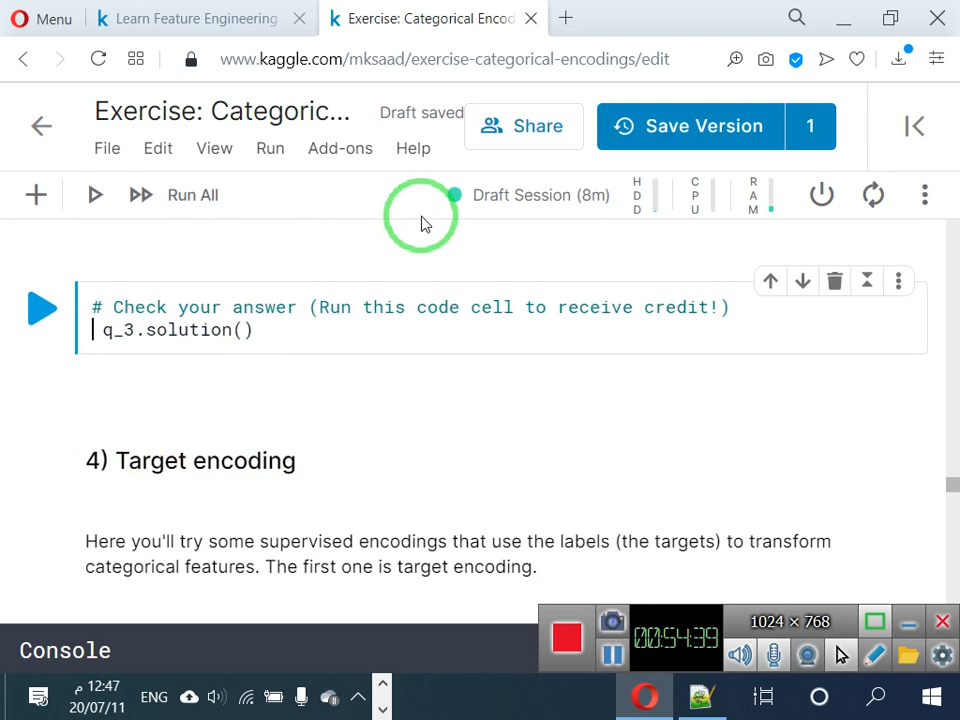 Menu
Learn Feature Engineering
Exercise: Categorical Encod
www.kaggle.com/mksaad/exercise-categorical-encodings/edit
Exercise: Categoric...
Draft saved
Share
Save Version
1
File Edit View Run Add-ons Help
Run All
Draft Session (8m)
HDD
CPU
RAM
# Check your answer (Run this code cell to receive credit!)
q_3.solution()
4) Target encoding
Here you'll try some supervised encodings that use the labels (the targets) to transform
categorical features. The first one is target encoding.
Console
00:54:39
1024 × 768
12:47 م
ENG
20/07/11